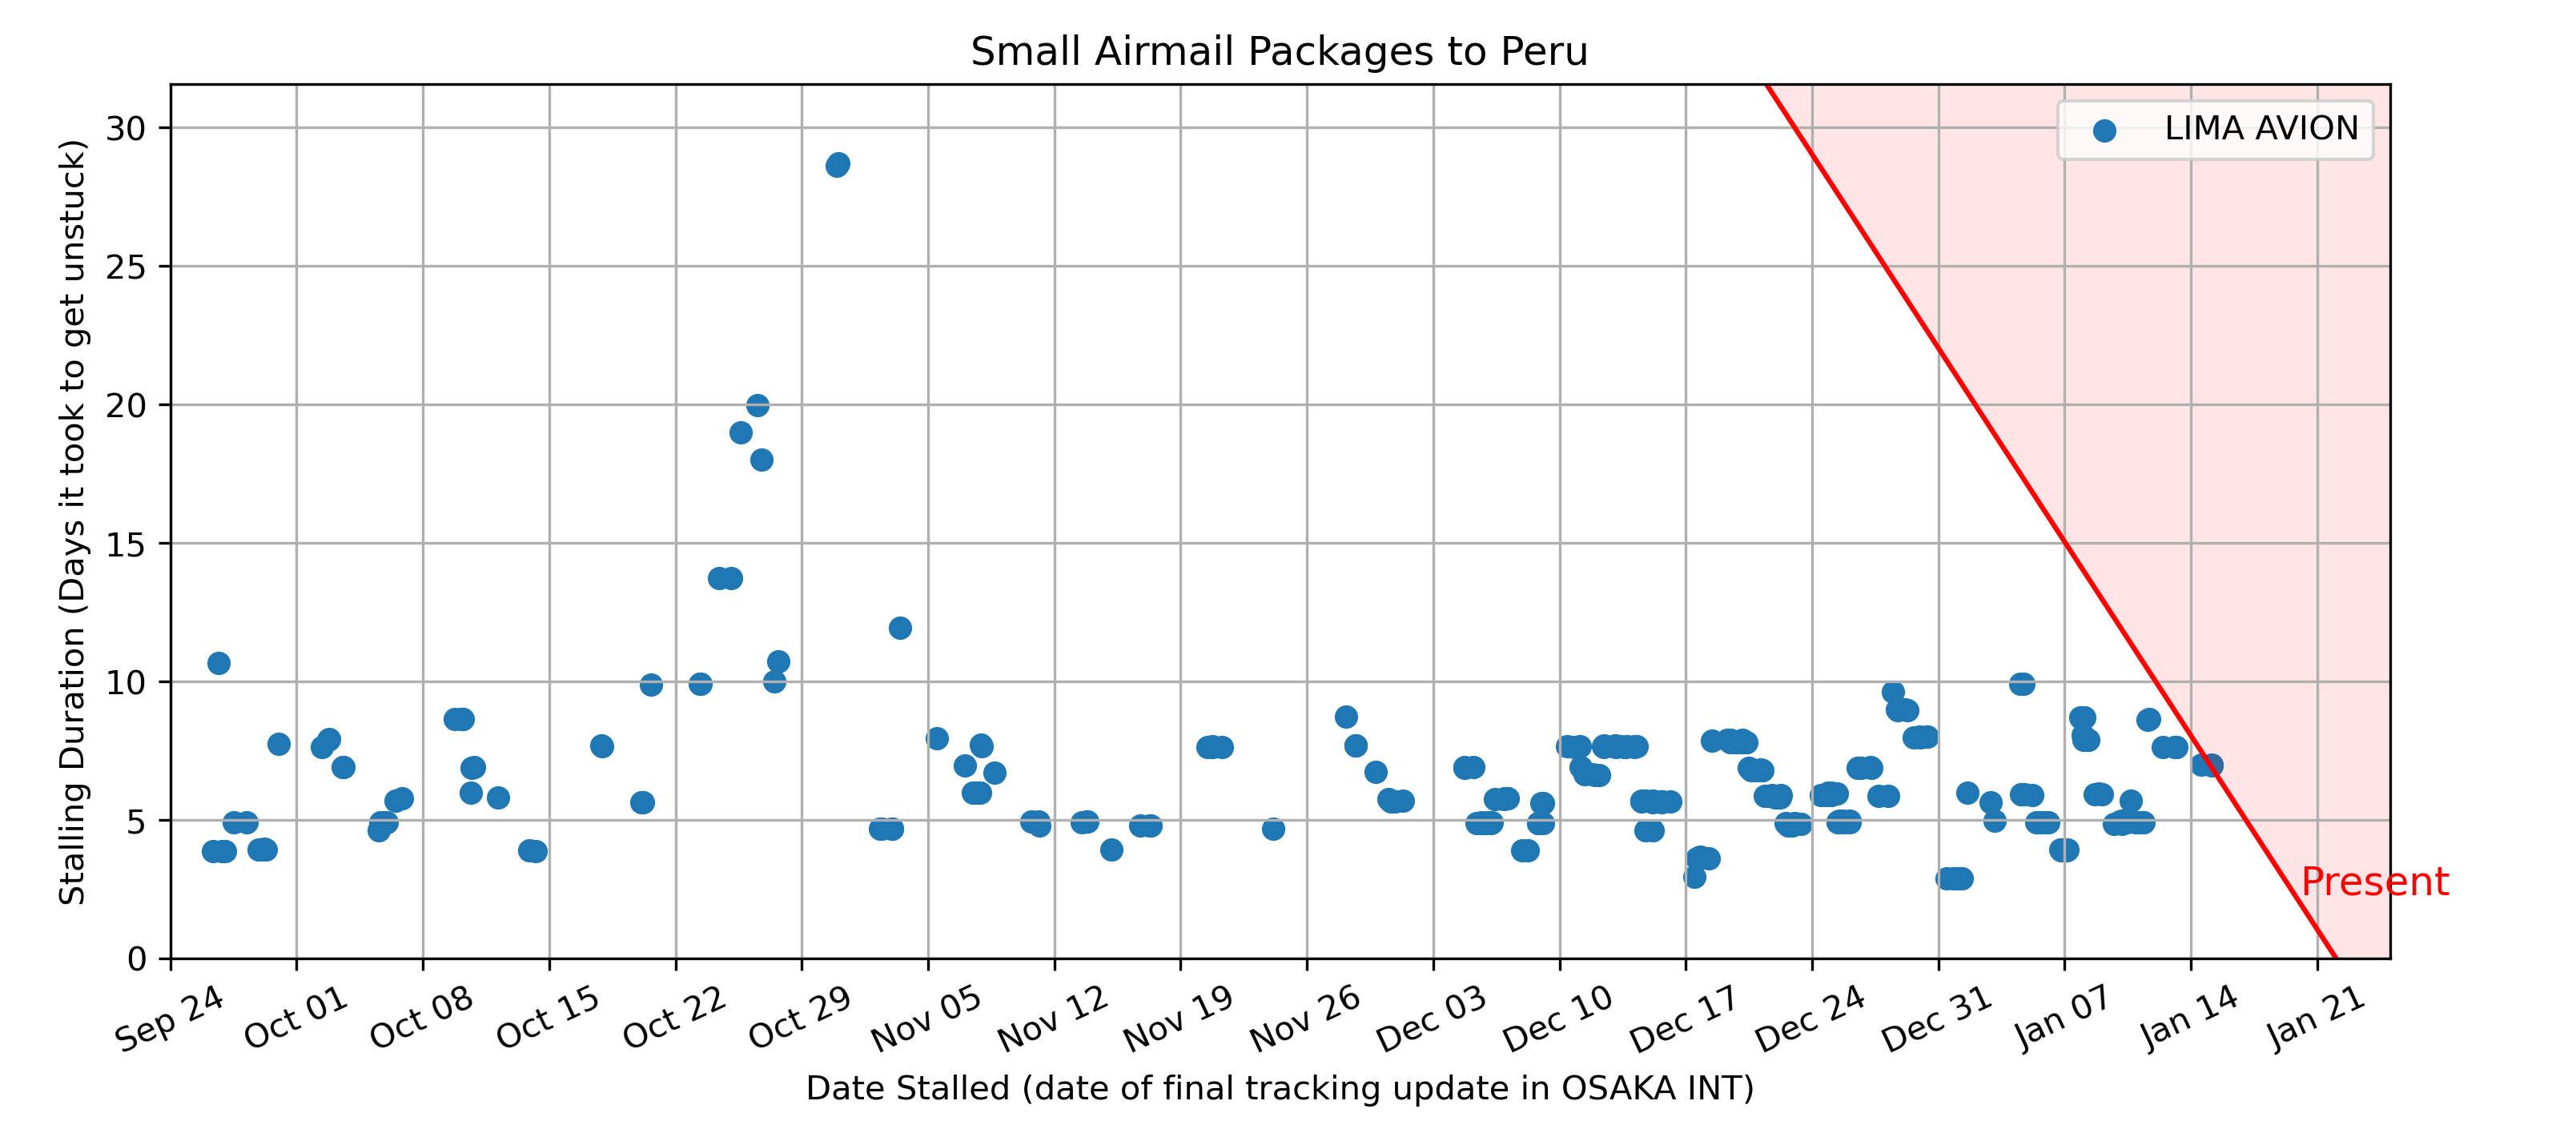 Small Airmail Packages to Peru
LIMA AVION
Stalling Duration (Days it took to get unstuck)
30
25
20
15
10
5
0
Present
Sep 24 Oct 01 Oct 08 Oct 15 Oct 22 Oct 29 Nov 05 Nov 12 Nov 19 Nov 26 Dec 03 Dec 10 Dec 17 Dec 24 Dec 31 Jan 07 Jan 14 Jan 21
Date Stalled (date of final tracking update in OSAKA INT)